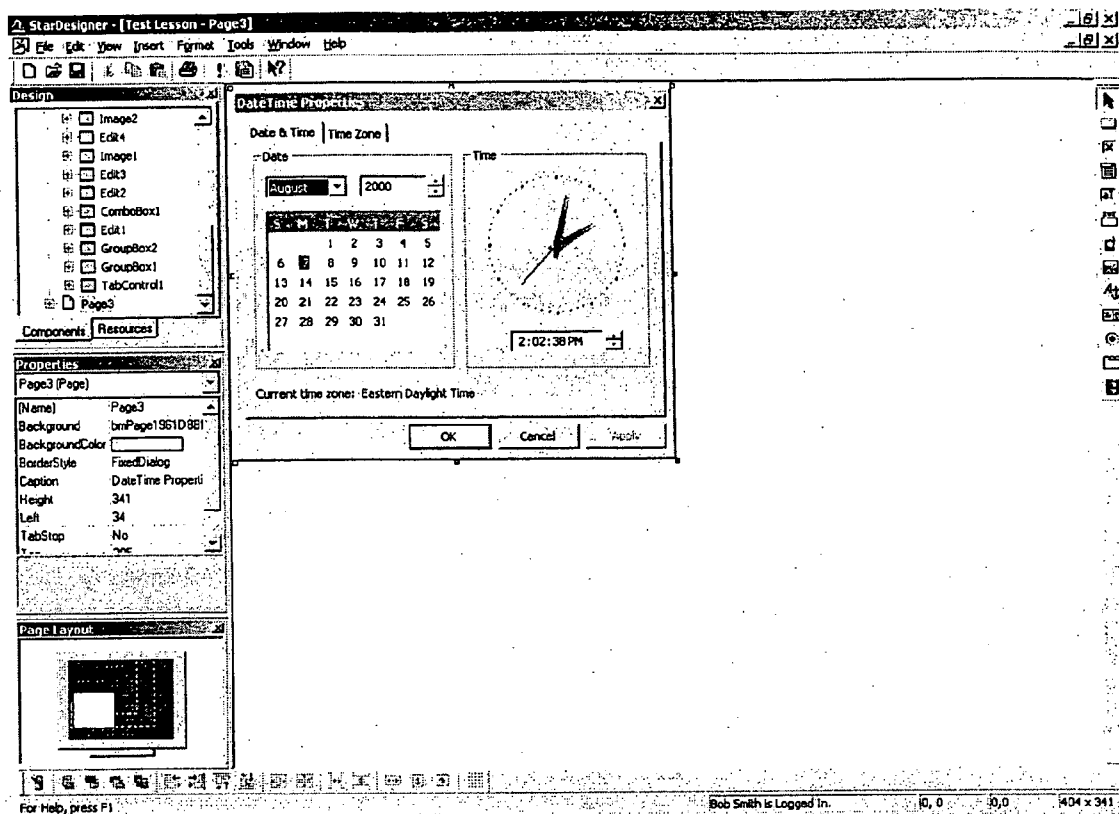 StarDesigner - [Test Lesson - Page3]
File Edit View Insert Format Tools Window Help
Design
Image2
Edit4
Image1
Edit3
Edit2
ComboBox1
Edit1
GroupBox2
GroupBox1
TabControl1
Page3
Components Resources
Properties
Page3 (Page)
(Name) Page3
Background
BackgroundColor
BorderStyle FixedDialog
Caption DateTime Properti
Height 341
Left 34
TabStop No
Page Layout
DateTime Properties
Date & Time Time Zone
Date
August 2000
S M T W T F S
1 2 3 4 5
6 7 8 9 10 11 12
13 14 15 16 17 18 19
20 21 22 23 24 25 26
27 28 29 30 31
Time
2:02:38 PM
Current time zone: Eastern Daylight Time
OK Cancel Apply
For Help, press F1
Bob Smith is Logged In. 0, 0 0,0 404 x 341